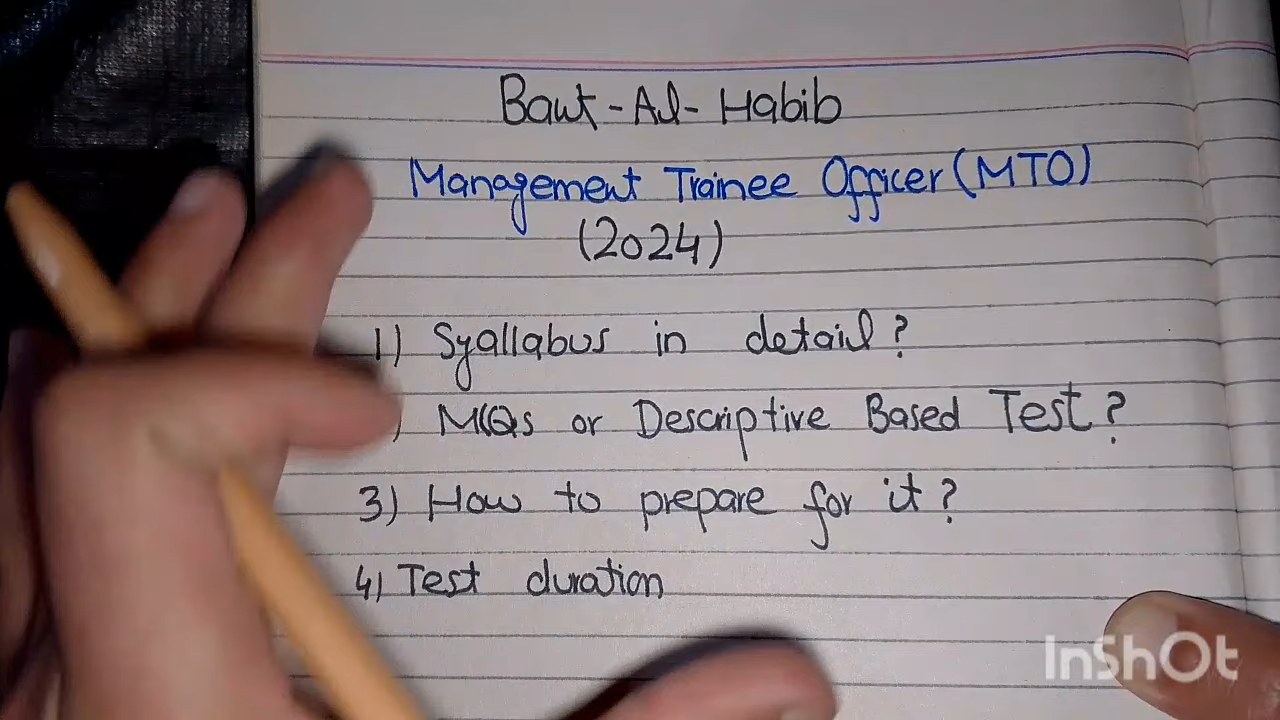 Bank-Al-Habib
Management Trainee Officer (MTO)
(2024)
1) Syallabus in detail?
) MCQs or Descriptive Based Test?
3) How to prepare for it?
4) Test duration
InShOt